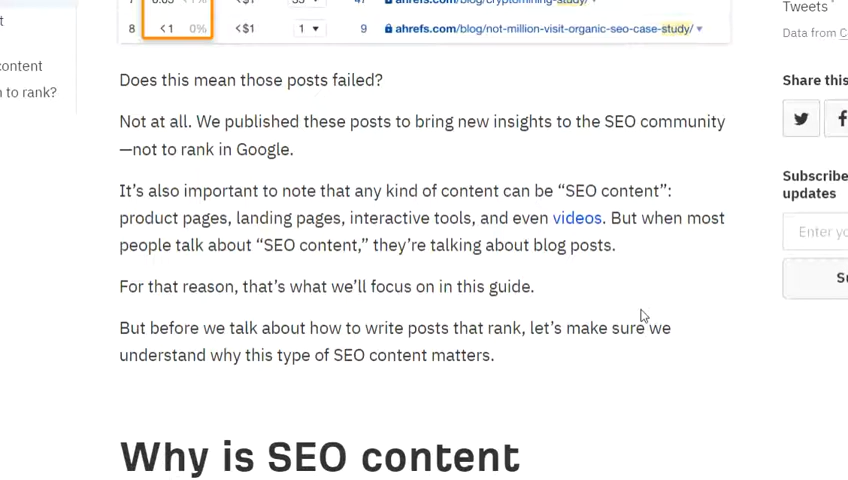 8 <1 0% <$1 1 9 ahrefs.com/blog/not-million-visit-organic-seo-case-study/
Tweets
Data from
content
n to rank?
Does this mean those posts failed?
Not at all. We published these posts to bring new insights to the SEO community
—not to rank in Google.
It’s also important to note that any kind of content can be “SEO content”:
product pages, landing pages, interactive tools, and even videos. But when most
people talk about “SEO content,” they’re talking about blog posts.
For that reason, that’s what we’ll focus on in this guide.
But before we talk about how to write posts that rank, let’s make sure we
understand why this type of SEO content matters.
Why is SEO content
Share this
Subscribe
updates
Enter yo